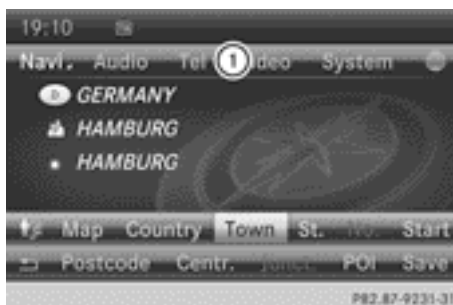 19:10
Navi. Audio Tel 1 deo System
D GERMANY
HAMBURG
HAMBURG
Map Country Town St. No. Start
Postcode Centr. Junct. POI Save
P82.87-9231-31